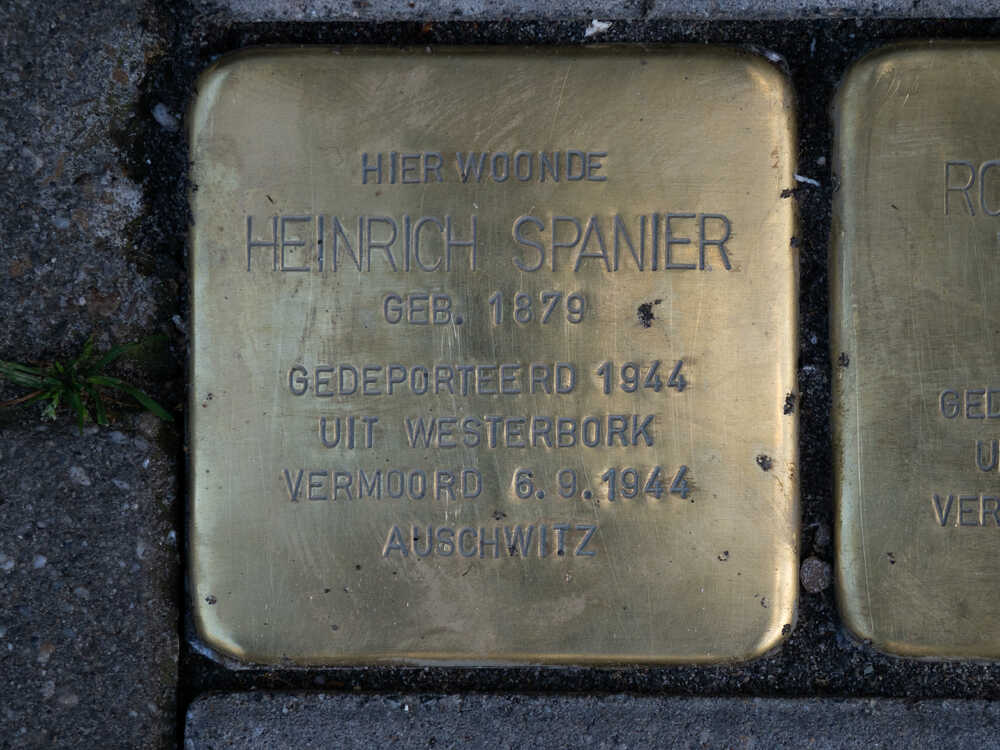 HIER WOONDE
HEINRICH SPANIER
GEB. 1879
GEDEPORTEERD 1944
UIT WESTERBORK
VERMOORD 6.9.1944
AUSCHWITZ